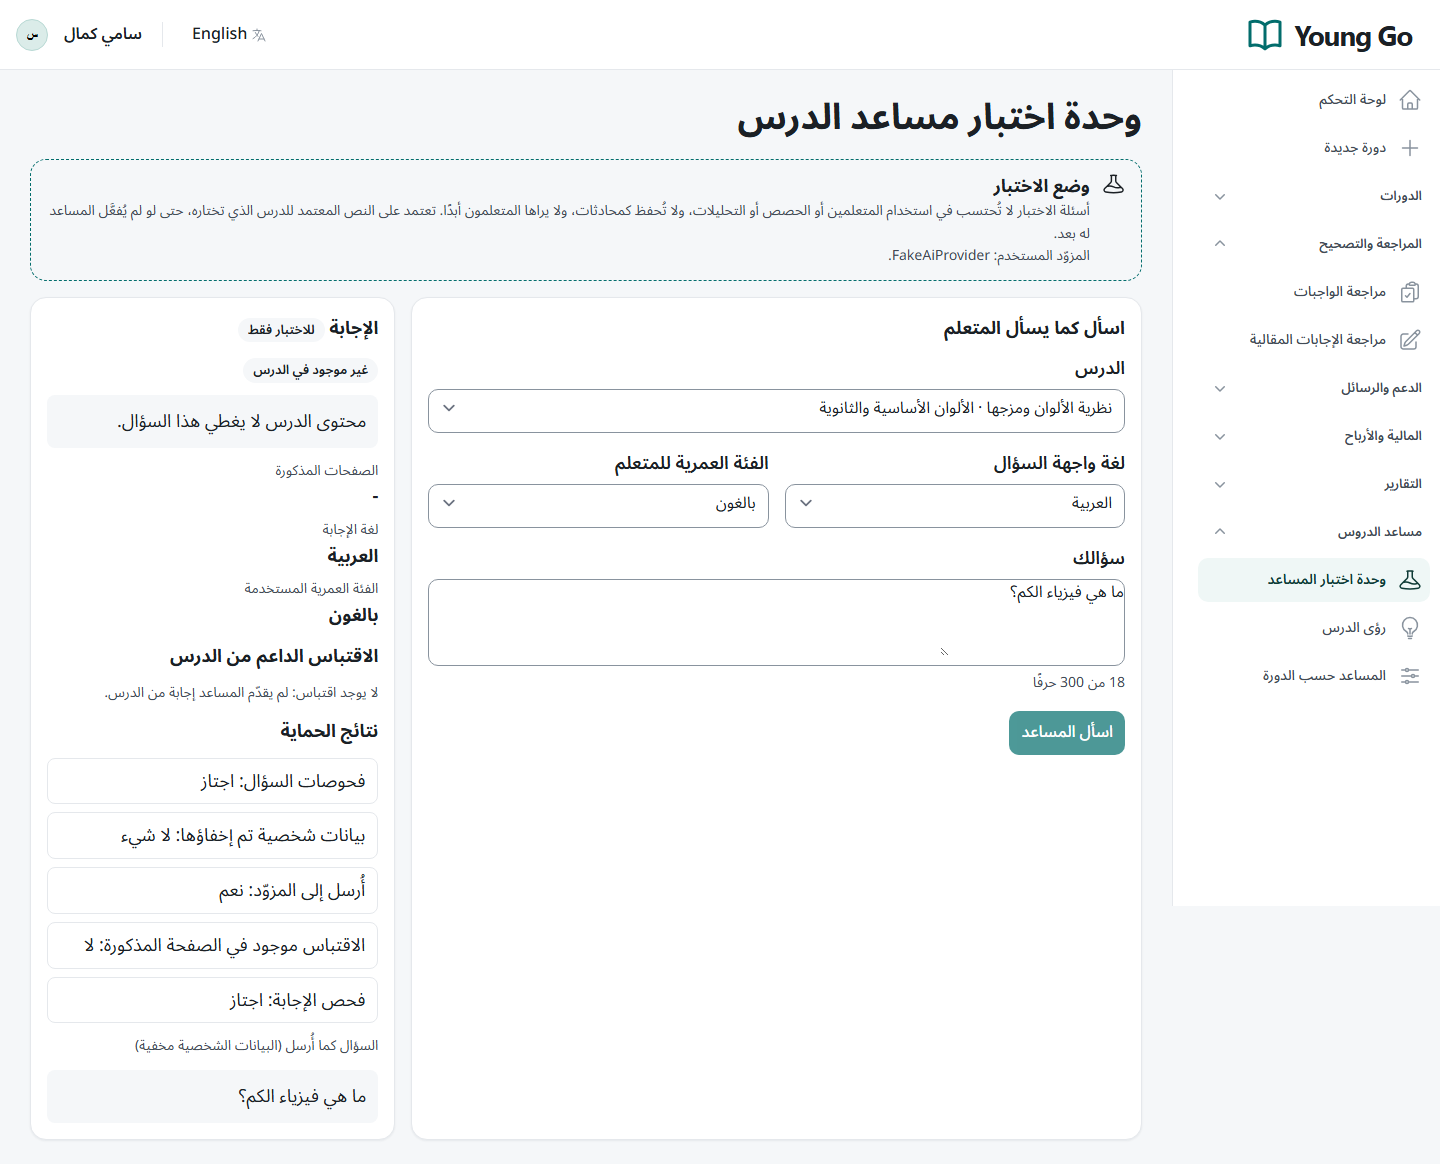 Young Go
English
سامي كمال
س
لوحة التحكم
دورة جديدة
الدورات
المراجعة والتصحيح
مراجعة الواجبات
مراجعة الإجابات المقالية
الدعم والرسائل
المالية والأرباح
التقارير
مساعد الدروس
وحدة اختبار المساعد
رؤى الدرس
المساعد حسب الدورة
وحدة اختبار مساعد الدرس
وضع الاختبار
أسئلة الاختبار لا تُحتسب في استخدام المتعلمين أو الحصص أو التحليلات، ولا تُحفظ كمحادثات، ولا يراها المتعلمون أبدًا. تعتمد على النص المعتمد للدرس الذي تختاره، حتى لو لم يُفعَّل المساعد
له بعد.
المزوّد المستخدم: FakeAiProvider.
اسأل كما يسأل المتعلم
الدرس
نظرية الألوان ومزجها · الألوان الأساسية والثانوية
لغة واجهة السؤال
العربية
الفئة العمرية للمتعلم
بالغون
سؤالك
ما هي فيزياء الكم؟
18 من 300 حرفًا
اسأل المساعد
الإجابة للاختبار فقط
غير موجود في الدرس
محتوى الدرس لا يغطي هذا السؤال.
الصفحات المذكورة
-
لغة الإجابة
العربية
الفئة العمرية المستخدمة
بالغون
الاقتباس الداعم من الدرس
لا يوجد اقتباس: لم يقدّم المساعد إجابة من الدرس.
نتائج الحماية
فحوصات السؤال: اجتاز
بيانات شخصية تم إخفاؤها: لا شيء
أُرسل إلى المزوّد: نعم
الاقتباس موجود في الصفحة المذكورة: لا
فحص الإجابة: اجتاز
السؤال كما أُرسل (البيانات الشخصية مخفية)
ما هي فيزياء الكم؟